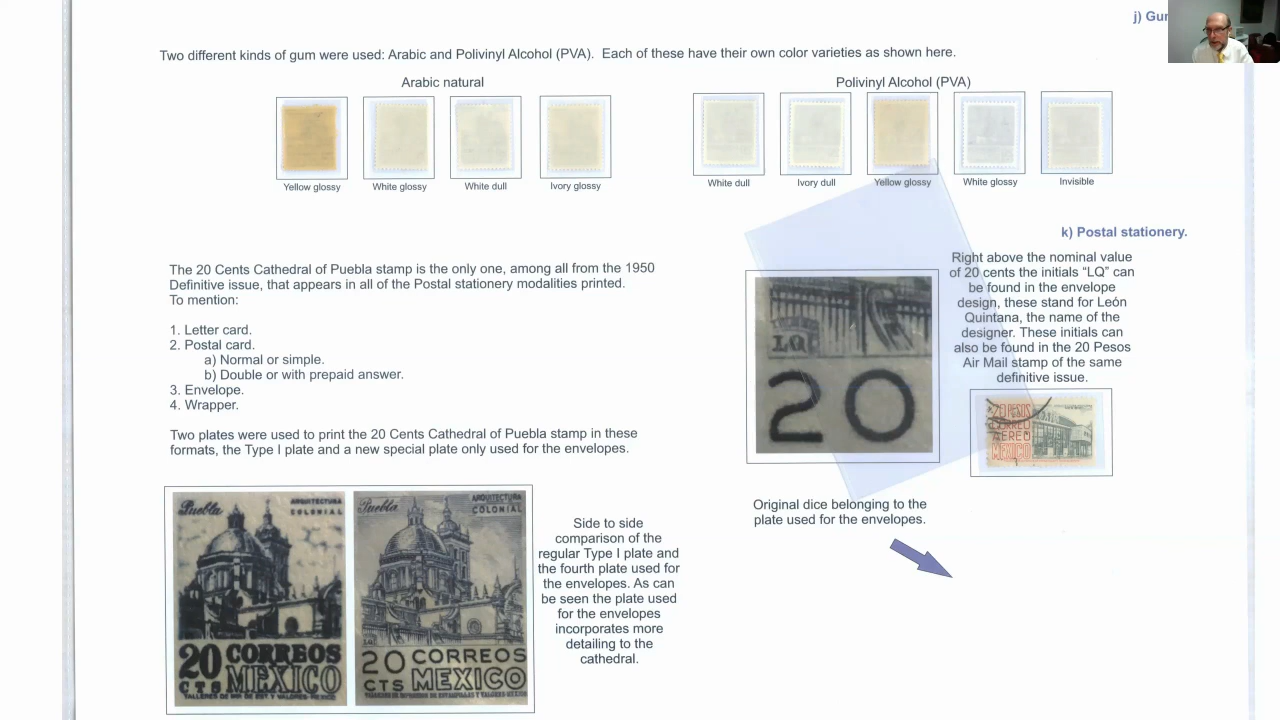 j) Gu
Two different kinds of gum were used: Arabic and Polivinyl Alcohol (PVA). Each of these have their own color varieties as shown here.
Arabic natural
Polivinyl Alcohol (PVA)
Yellow glossy
White glossy
White dull
Ivory glossy
White dull
Ivory dull
Yellow glossy
White glossy
Invisible
k) Postal stationery.
The 20 Cents Cathedral of Puebla stamp is the only one, among all from the 1950
Definitive issue, that appears in all of the Postal stationery modalities printed.
To mention:
1. Letter card.
2. Postal card.
a) Normal or simple.
b) Double or with prepaid answer.
3. Envelope.
4. Wrapper.
Two plates were used to print the 20 Cents Cathedral of Puebla stamp in these
formats, the Type I plate and a new special plate only used for the envelopes.
Puebla
ARQUITECTURA
COLONIAL
20 CORREOS
CTS MEXICO
Puebla
ARQUITECTURA
COLONIAL
LQ
20 CORREOS
CTS MEXICO
Side to side
comparison of the
regular Type I plate and
the fourth plate used for
the envelopes. As can
be seen the plate used
for the envelopes
incorporates more
detailing to the
cathedral.
LQ
20
Original dice belonging to the
plate used for the envelopes.
Right above the nominal value
of 20 cents the initials “LQ” can
be found in the envelope
design, these stand for León
Quintana, the name of the
designer. These initials can
also be found in the 20 Pesos
Air Mail stamp of the same
definitive issue.
20 PESOS
CORREO
AEREO
MEXICO